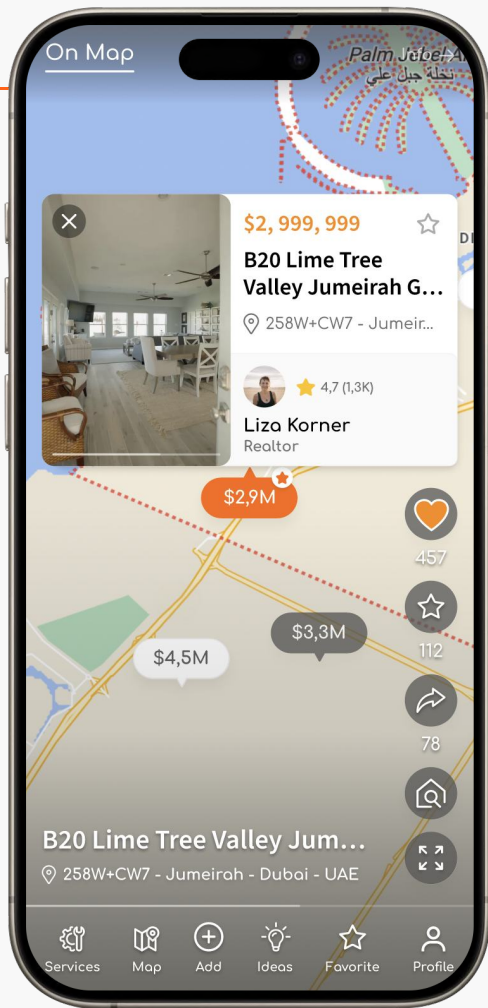 On Map
Palm Jebel Al
نخلة جبل علي
$2, 999, 999
B20 Lime Tree
Valley Jumeirah G...
258W+CW7 - Jumeir...
4,7 (1,3K)
Liza Korner
Realtor
$2,9M
457
$3,3M
112
$4,5M
78
B20 Lime Tree Valley Jum...
258W+CW7 - Jumeirah - Dubai - UAE
Services
Map
Add
Ideas
Favorite
Profile